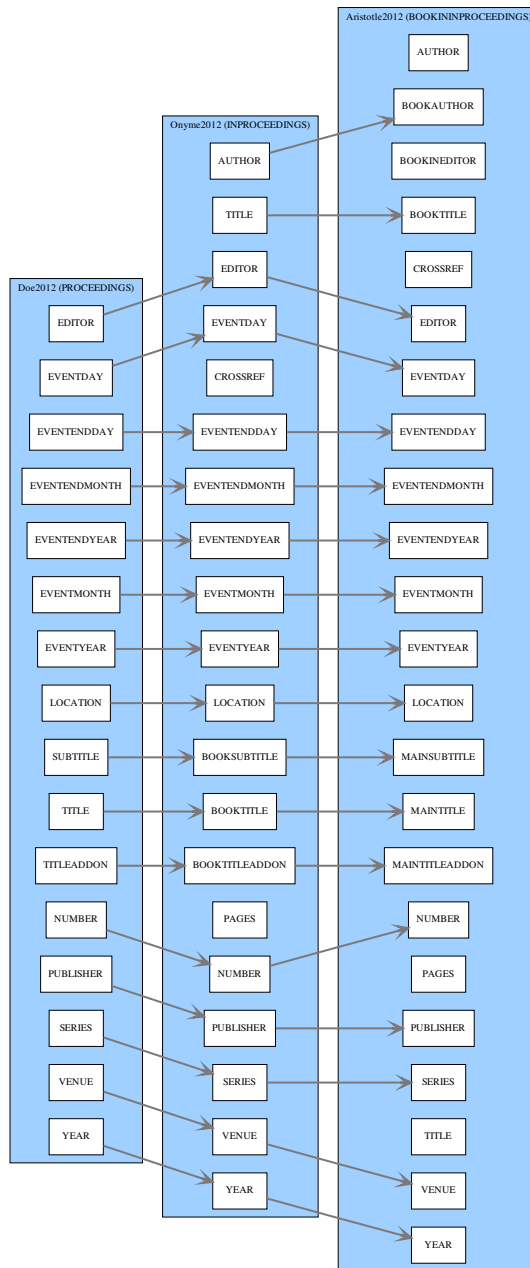 Doe2012 (PROCEEDINGS)
EDITOR
EVENTDAY
EVENTENDDAY
EVENTENDMONTH
EVENTENDYEAR
EVENTMONTH
EVENTYEAR
LOCATION
SUBTITLE
TITLE
TITLEADDON
NUMBER
PUBLISHER
SERIES
VENUE
YEAR
Onyme2012 (INPROCEEDINGS)
AUTHOR
TITLE
EDITOR
EVENTDAY
CROSSREF
EVENTENDDAY
EVENTENDMONTH
EVENTENDYEAR
EVENTMONTH
EVENTYEAR
LOCATION
BOOKSUBTITLE
BOOKTITLE
BOOKTITLEADDON
PAGES
NUMBER
PUBLISHER
SERIES
VENUE
YEAR
Aristotle2012 (BOOKININPROCEEDINGS)
AUTHOR
BOOKAUTHOR
BOOKINEDITOR
BOOKTITLE
CROSSREF
EDITOR
EVENTDAY
EVENTENDDAY
EVENTENDMONTH
EVENTENDYEAR
EVENTMONTH
EVENTYEAR
LOCATION
MAINSUBTITLE
MAINTITLE
MAINTITLEADDON
NUMBER
PAGES
PUBLISHER
SERIES
TITLE
VENUE
YEAR